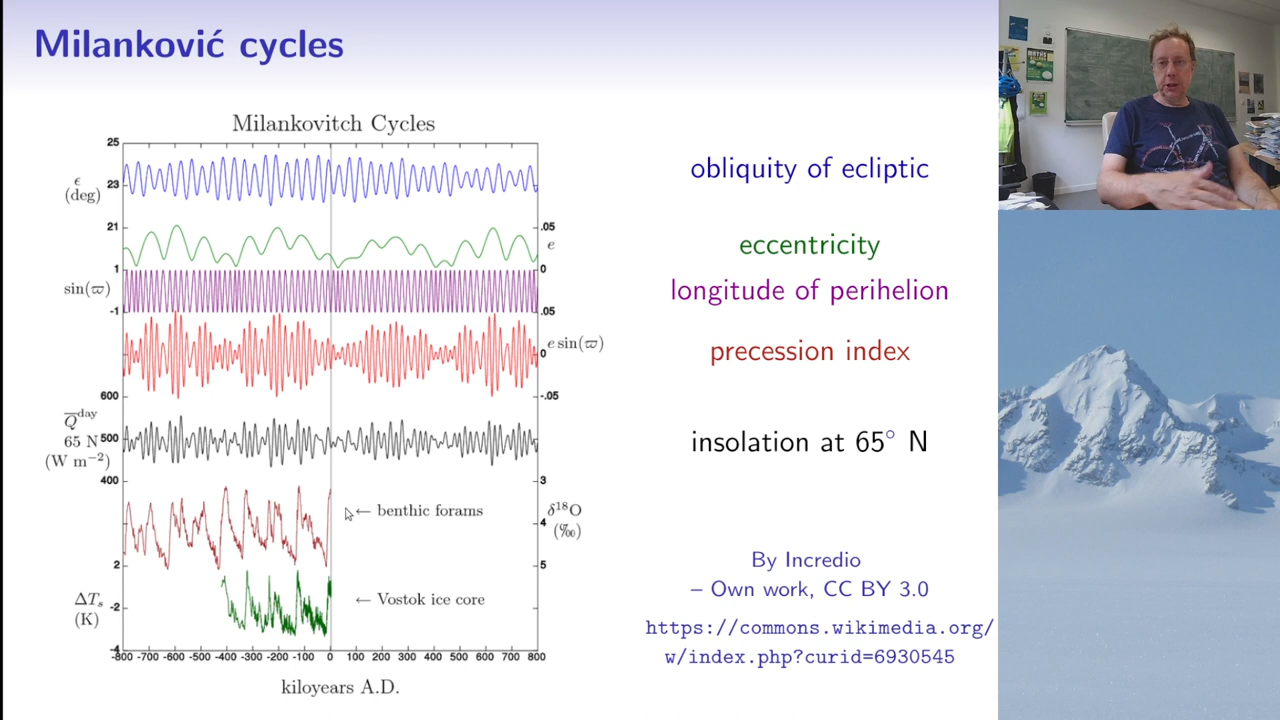 Milanković cycles
Milankovitch Cycles
25
ϵ
(deg)
23
21
.05
e
1
0
sin(ϖ)
-1
.05
0
e sin(ϖ)
600
-.05
Q̅ᵈᵃʸ
65 N
500
(W m⁻²)
400
3
← benthic forams
δ¹⁸O
4
(‰)
2
5
ΔTₛ
-2
(K)
← Vostok ice core
-4
-800 -700 -600 -500 -400 -300 -200 -100 0 100 200 300 400 500 600 700 800
kiloyears A.D.
obliquity of ecliptic
eccentricity
longitude of perihelion
precession index
insolation at 65° N
By Incredio
– Own work, CC BY 3.0
https://commons.wikimedia.org/
w/index.php?curid=6930545